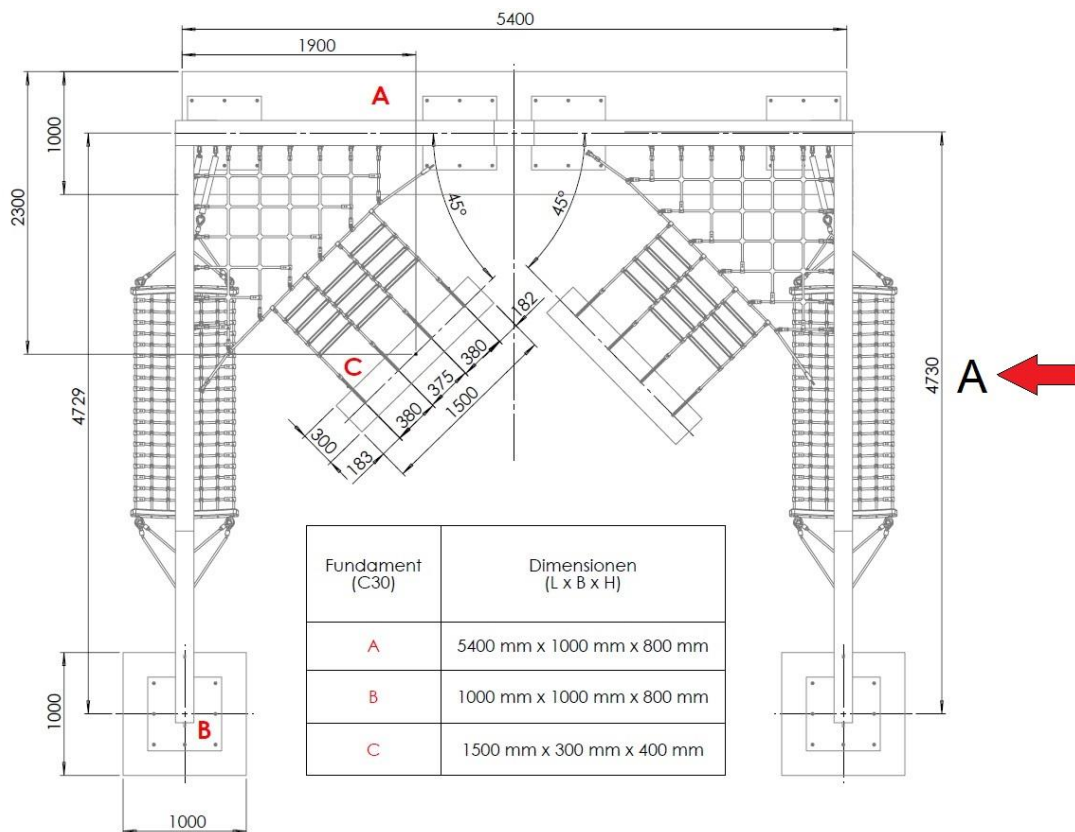 5400
1900
A
1000
2300
45°
45°
182
C
380
375
380
1500
300
183
4729
4730
A
Fundament
(C30)
Dimensionen
(L x B x H)
A
5400 mm x 1000 mm x 800 mm
B
1000 mm x 1000 mm x 800 mm
C
1500 mm x 300 mm x 400 mm
1000
B
1000